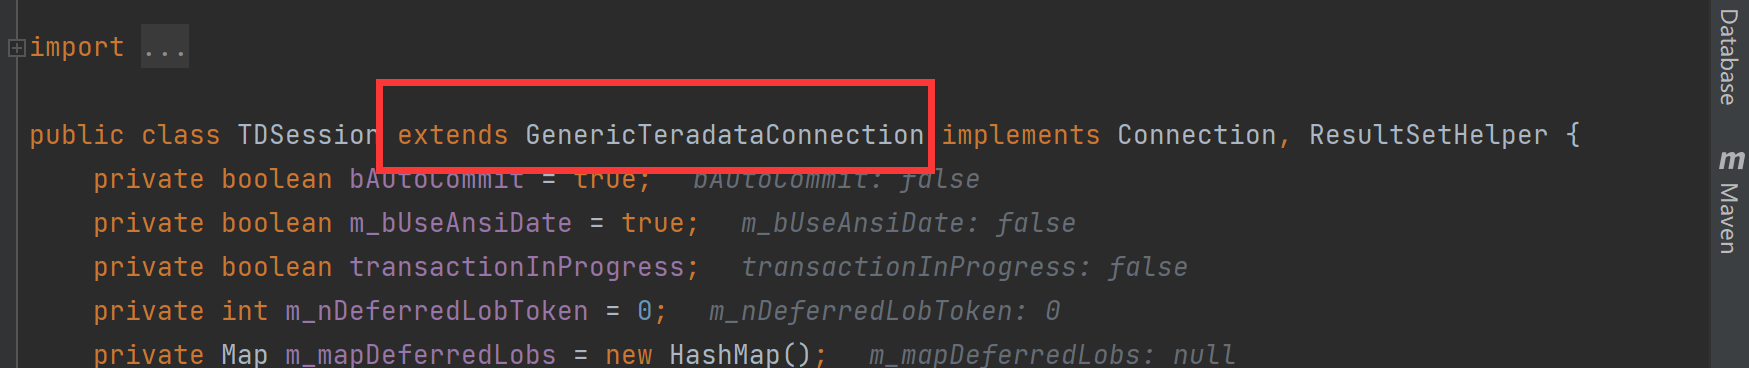 import ...
public class TDSession extends GenericTeradataConnection implements Connection, ResultSetHelper {
private boolean bAutoCommit = true; bAutoCommit: false
private boolean m_bUseAnsiDate = true; m_bUseAnsiDate: false
private boolean transactionInProgress; transactionInProgress: false
private int m_nDeferredLobToken = 0; m_nDeferredLobToken: 0
private Map m_mapDeferredLobs = new HashMap(); m_mapDeferredLobs: null
Database
m Maven